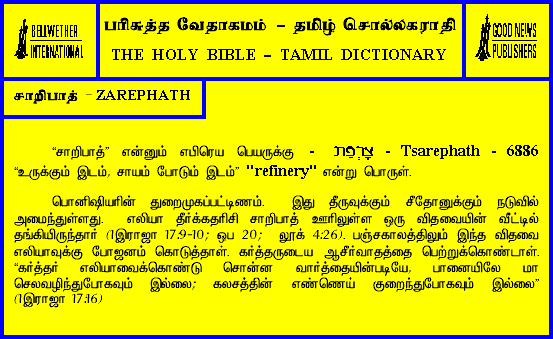 BELLWETHER
INTERNATIONAL
பரிசுத்த வேதாகமம் – தமிழ் சொல்லகராதி
THE HOLY BIBLE – TAMIL DICTIONARY
GOOD NEWS
PUBLISHERS
சாறிபாத் - ZAREPHATH
“சாறிபாத்” என்னும் எபிரெய பெயருக்கு - צָרְפַת - Tsarephath - 6886
“உருக்கும் இடம், சாயம் போடும் இடம்” "refinery" என்று பொருள்.
பொனிஷியரின் துறைமுகப்பட்டிணம். இது தீருவுக்கும் சீதோனுக்கும் நடுவில்
அமைந்துள்ளது. எலியா தீர்க்கதரிசி சாறிபாத் ஊரிலுள்ள ஒரு விதவையின் வீட்டில்
தங்கியிருந்தார் (1இராஜா 17:9-10; ஒப 20; லூக் 4:26). பஞ்சகாலத்திலும் இந்த விதவை
எலியாவுக்கு போஜனம் கொடுத்தாள். கர்த்தருடைய ஆசீர்வாதத்தை பெற்றுக்கொண்டாள்.
“கர்த்தர் எலியாவைக்கொண்டு சொன்ன வார்த்தையின்படியே, பானையிலே மா
செலவழிந்துபோகவும் இல்லை; கலசத்தின் எண்ணெய் குறைந்துபோகவும் இல்லை”
(1இராஜா 17:16)